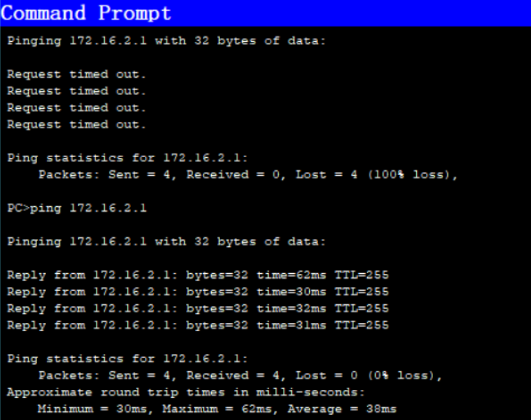 Command Prompt
Pinging 172.16.2.1 with 32 bytes of data:
Request timed out.
Request timed out.
Request timed out.
Request timed out.
Ping statistics for 172.16.2.1:
Packets: Sent = 4, Received = 0, Lost = 4 (100% loss),
PC>ping 172.16.2.1
Pinging 172.16.2.1 with 32 bytes of data:
Reply from 172.16.2.1: bytes=32 time=62ms TTL=255
Reply from 172.16.2.1: bytes=32 time=30ms TTL=255
Reply from 172.16.2.1: bytes=32 time=32ms TTL=255
Reply from 172.16.2.1: bytes=32 time=31ms TTL=255
Ping statistics for 172.16.2.1:
Packets: Sent = 4, Received = 4, Lost = 0 (0% loss),
Approximate round trip times in milli-seconds:
Minimum = 30ms, Maximum = 62ms, Average = 38ms